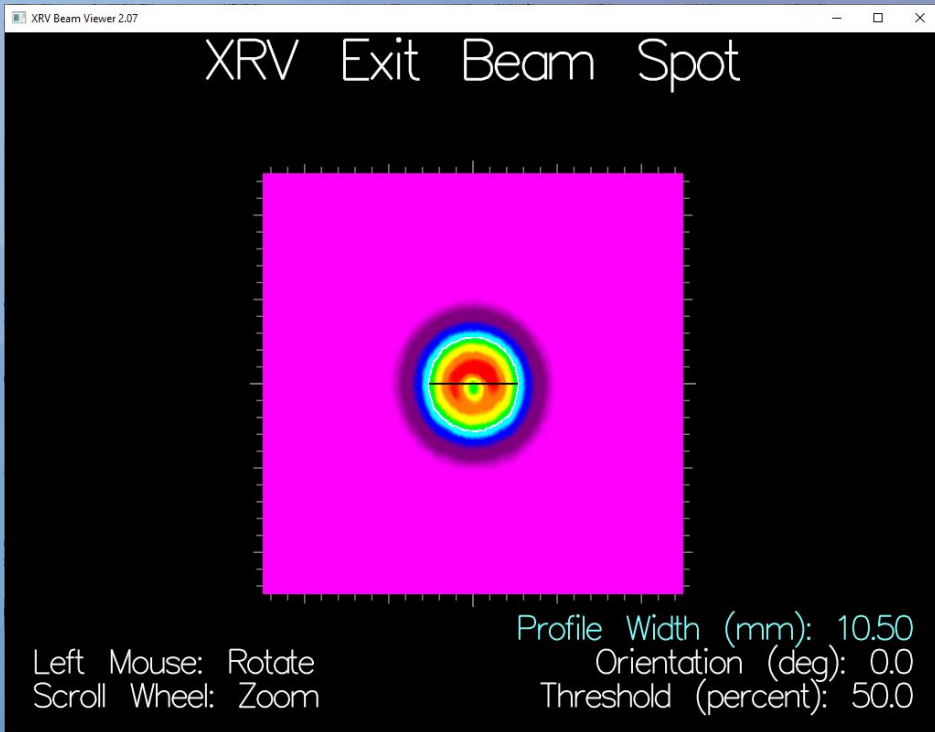 XRV Beam Viewer 2.07
XRV Exit Beam Spot
Profile Width (mm): 10.50
Left Mouse: Rotate
Orientation (deg): 0.0
Scroll Wheel: Zoom
Threshold (percent): 50.0